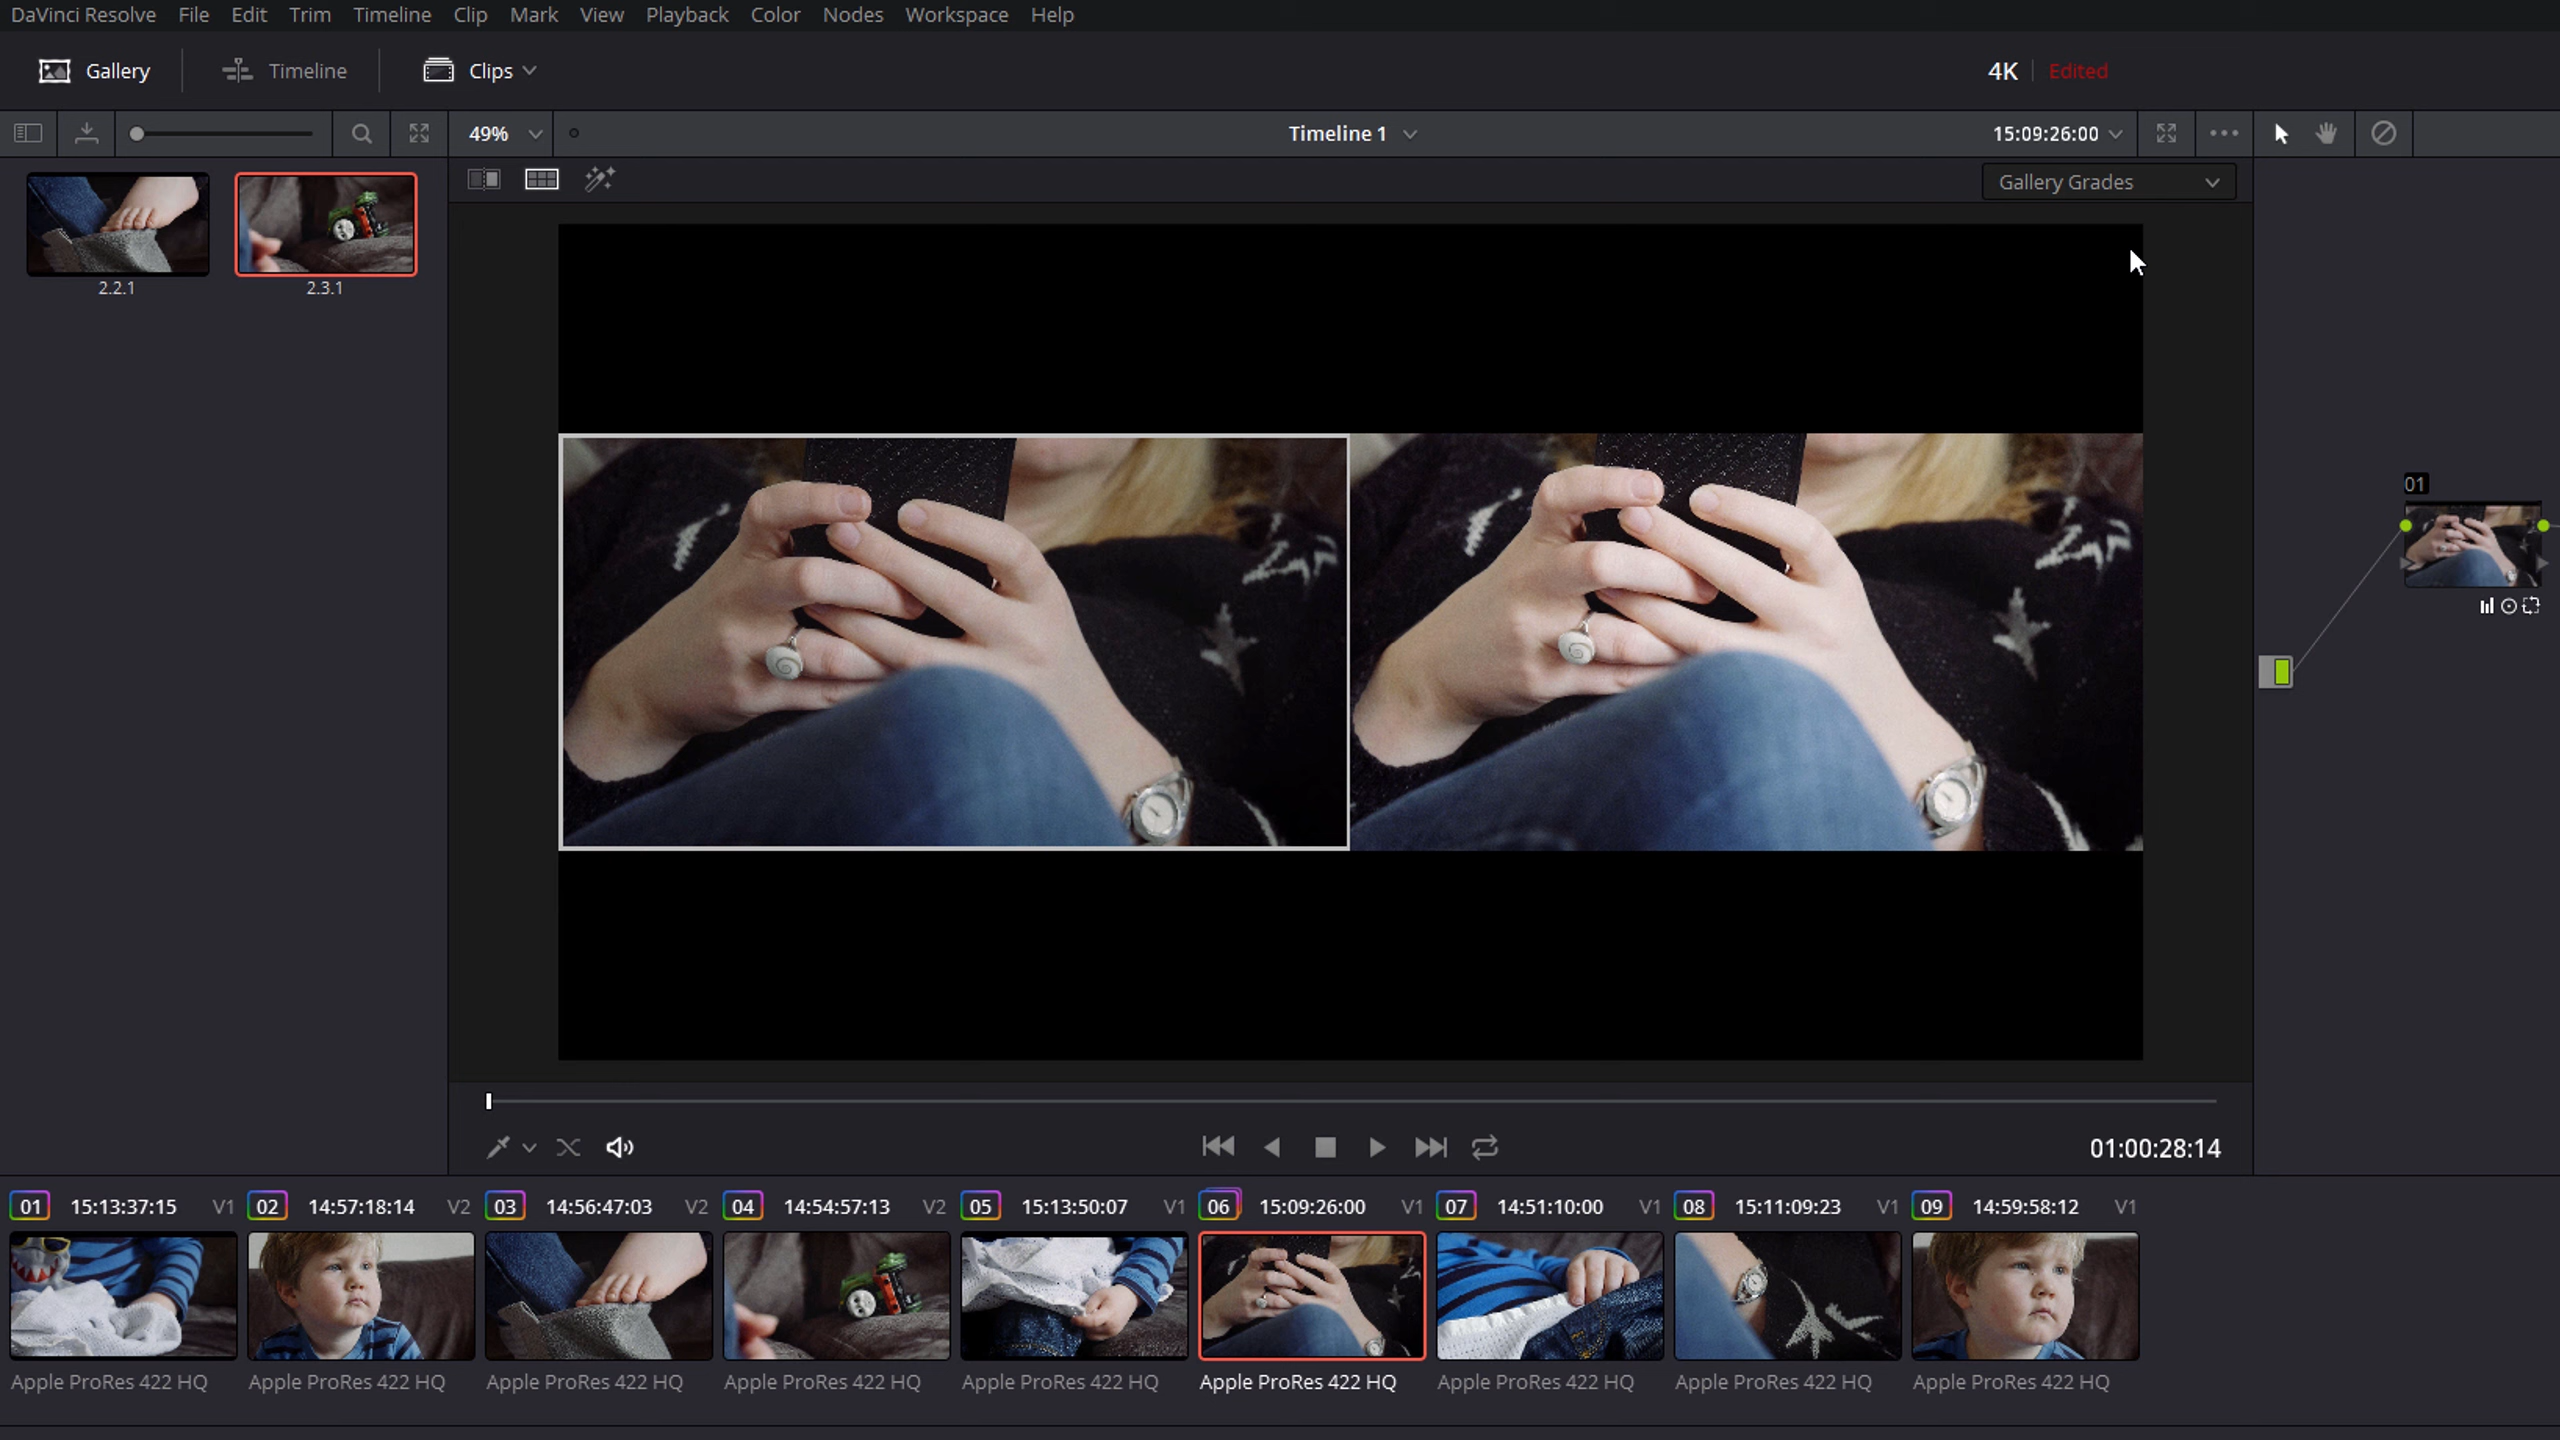 DaVinci Resolve File Edit Trim Timeline Clip Mark View Playback Color Nodes Workspace Help
Gallery Timeline Clips 4K Edited
49% Timeline 1 15:09:26:00
Gallery Grades
2.2.1 2.3.1
01
01:00:28:14
01 15:13:37:15 V1 02 14:57:18:14 V2 03 14:56:47:03 V2 04 14:54:57:13 V2 05 15:13:50:07 V1 06 15:09:26:00 V1 07 14:51:10:00 V1 08 15:11:09:23 V1 09 14:59:58:12 V1
Apple ProRes 422 HQ Apple ProRes 422 HQ Apple ProRes 422 HQ Apple ProRes 422 HQ Apple ProRes 422 HQ Apple ProRes 422 HQ Apple ProRes 422 HQ Apple ProRes 422 HQ Apple ProRes 422 HQ